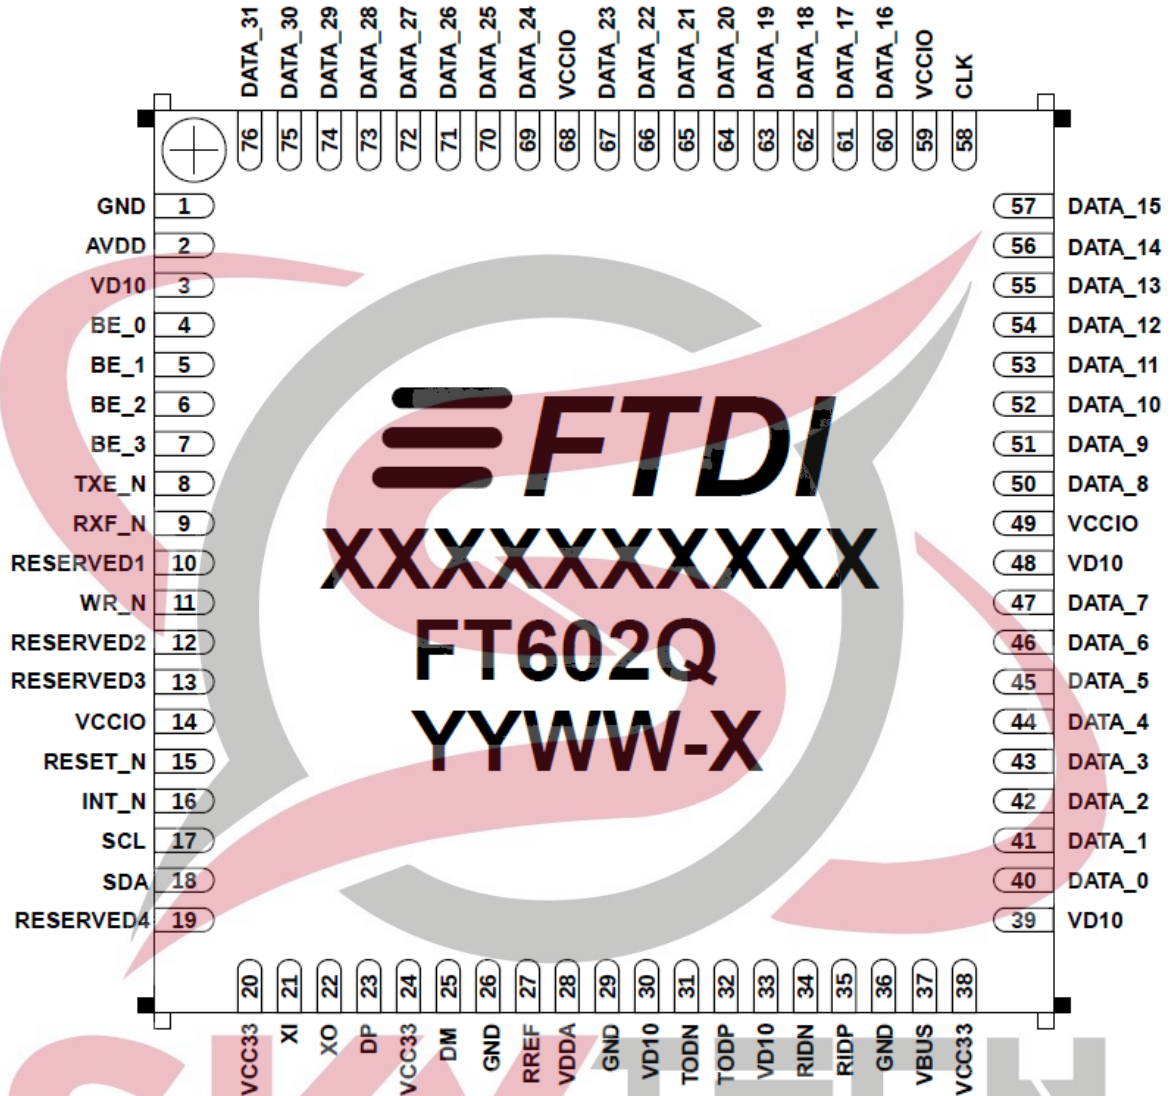 DATA_31 DATA_30 DATA_29 DATA_28 DATA_27 DATA_26 DATA_25 DATA_24 VCCIO DATA_23 DATA_22 DATA_21 DATA_20 DATA_19 DATA_18 DATA_17 DATA_16 VCCIO CLK
76 75 74 73 72 71 70 69 68 67 66 65 64 63 62 61 60 59 58
GND 1 57 DATA_15
AVDD 2 56 DATA_14
VD10 3 55 DATA_13
BE_0 4 54 DATA_12
BE_1 5 53 DATA_11
BE_2 6 52 DATA_10
BE_3 7 51 DATA_9
TXE_N 8 50 DATA_8
RXF_N 9 49 VCCIO
RESERVED1 10 48 VD10
WR_N 11 47 DATA_7
RESERVED2 12 46 DATA_6
RESERVED3 13 45 DATA_5
VCCIO 14 44 DATA_4
RESET_N 15 43 DATA_3
INT_N 16 42 DATA_2
SCL 17 41 DATA_1
SDA 18 40 DATA_0
RESERVED4 19 39 VD10
FTDI
XXXXXXXXXX
FT602Q
YYWW-X
20 21 22 23 24 25 26 27 28 29 30 31 32 33 34 35 36 37 38
VCC33 XI XO DP VCC33 DM GND RREF VDDA GND VD10 TODN TODP VD10 RIDN RIDP GND VBUS VCC33